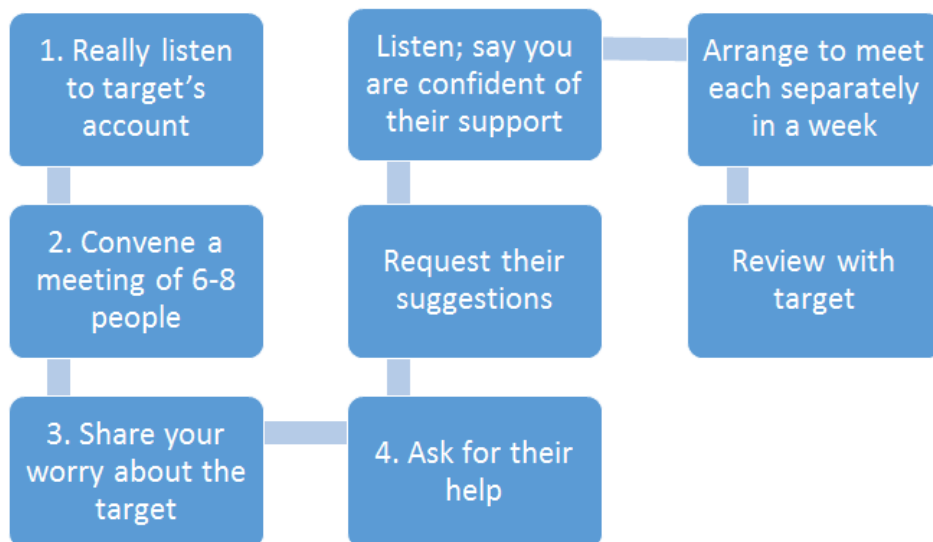 1. Really listen
to target’s
account
2. Convene a
meeting of 6-8
people
3. Share your
worry about the
target
4. Ask for their
help
Request their
suggestions
Listen; say you
are confident of
their support
Arrange to meet
each separately
in a week
Review with
target